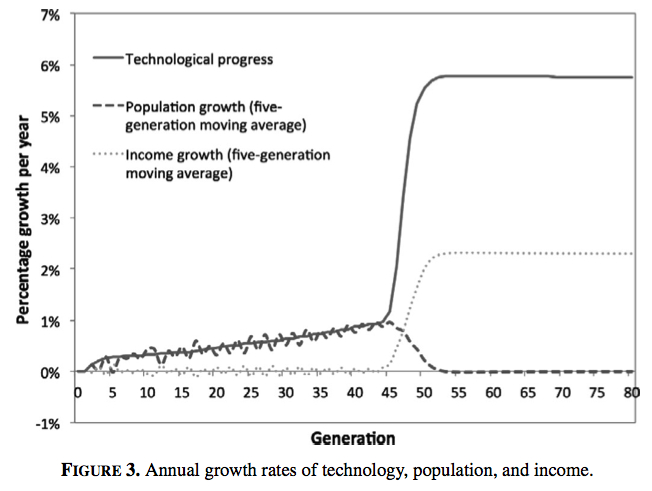 7%
6%
5%
4%
3%
2%
1%
0%
-1%
Percentage growth per year
Technological progress
Population growth (five-
generation moving average)
Income growth (five-generation
moving average)
0 5 10 15 20 25 30 35 40 45 50 55 60 65 70 75 80
Generation
FIGURE 3. Annual growth rates of technology, population, and income.